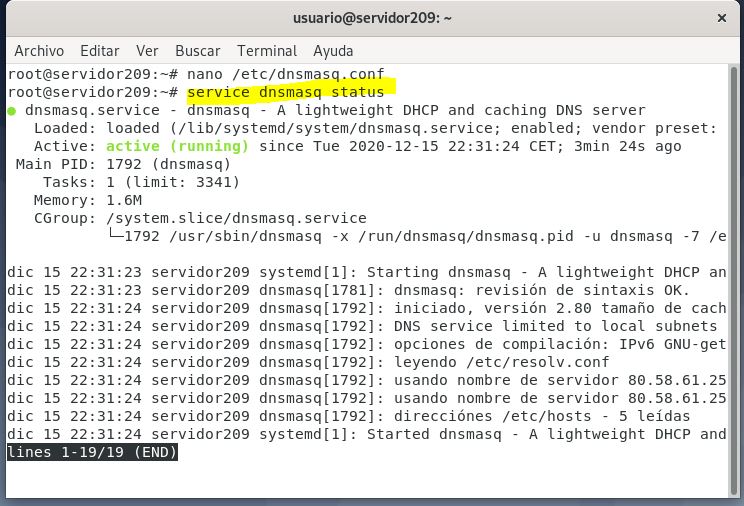 usuario@servidor209: ~
×
Archivo Editar Ver Buscar Terminal Ayuda
root@servidor209:~# nano /etc/dnsmasq.conf
root@servidor209:~# service dnsmasq status
● dnsmasq.service - dnsmasq - A lightweight DHCP and caching DNS server
   Loaded: loaded (/lib/systemd/system/dnsmasq.service; enabled; vendor preset:
   Active: active (running) since Tue 2020-12-15 22:31:24 CET; 3min 24s ago
 Main PID: 1792 (dnsmasq)
    Tasks: 1 (limit: 3341)
   Memory: 1.6M
   CGroup: /system.slice/dnsmasq.service
           └─1792 /usr/sbin/dnsmasq -x /run/dnsmasq/dnsmasq.pid -u dnsmasq -7 /e
dic 15 22:31:23 servidor209 systemd[1]: Starting dnsmasq - A lightweight DHCP an
dic 15 22:31:23 servidor209 dnsmasq[1781]: dnsmasq: revisión de sintaxis OK.
dic 15 22:31:24 servidor209 dnsmasq[1792]: iniciado, versión 2.80 tamaño de cach
dic 15 22:31:24 servidor209 dnsmasq[1792]: DNS service limited to local subnets
dic 15 22:31:24 servidor209 dnsmasq[1792]: opciones de compilación: IPv6 GNU-get
dic 15 22:31:24 servidor209 dnsmasq[1792]: leyendo /etc/resolv.conf
dic 15 22:31:24 servidor209 dnsmasq[1792]: usando nombre de servidor 80.58.61.25
dic 15 22:31:24 servidor209 dnsmasq[1792]: usando nombre de servidor 80.58.61.25
dic 15 22:31:24 servidor209 dnsmasq[1792]: direcciónes /etc/hosts - 5 leídas
dic 15 22:31:24 servidor209 systemd[1]: Started dnsmasq - A lightweight DHCP and
lines 1-19/19 (END)